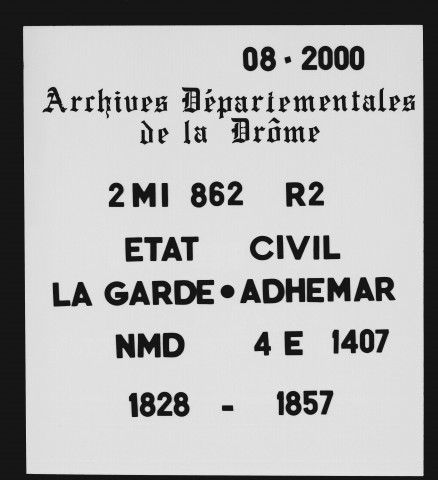 08 • 2000
Archives Départementales
de la Drôme
2 MI 862 R2
ETAT CIVIL
LA GARDE • ADHEMAR
NMD 4 E 1407
1828 - 1857